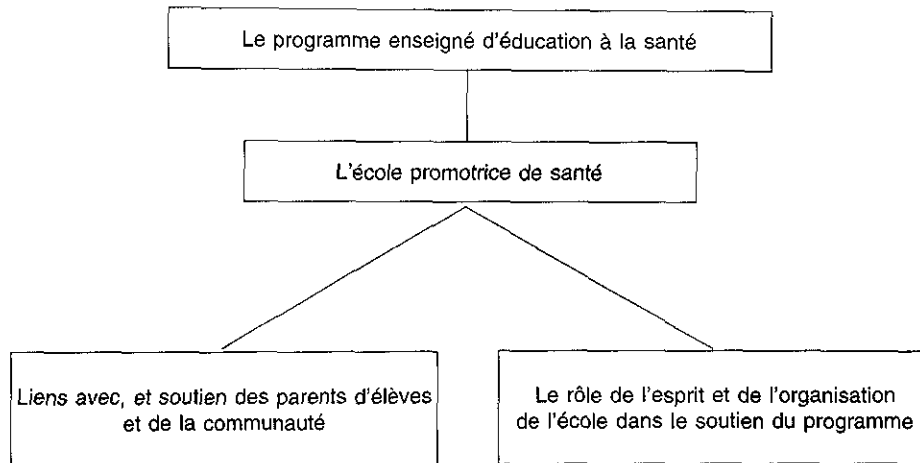 Le programme enseigné d'éducation à la santé
L'école promotrice de santé
Liens avec, et soutien des parents d'élèves
et de la communauté
Le rôle de l'esprit et de l'organisation
de l'école dans le soutien du programme